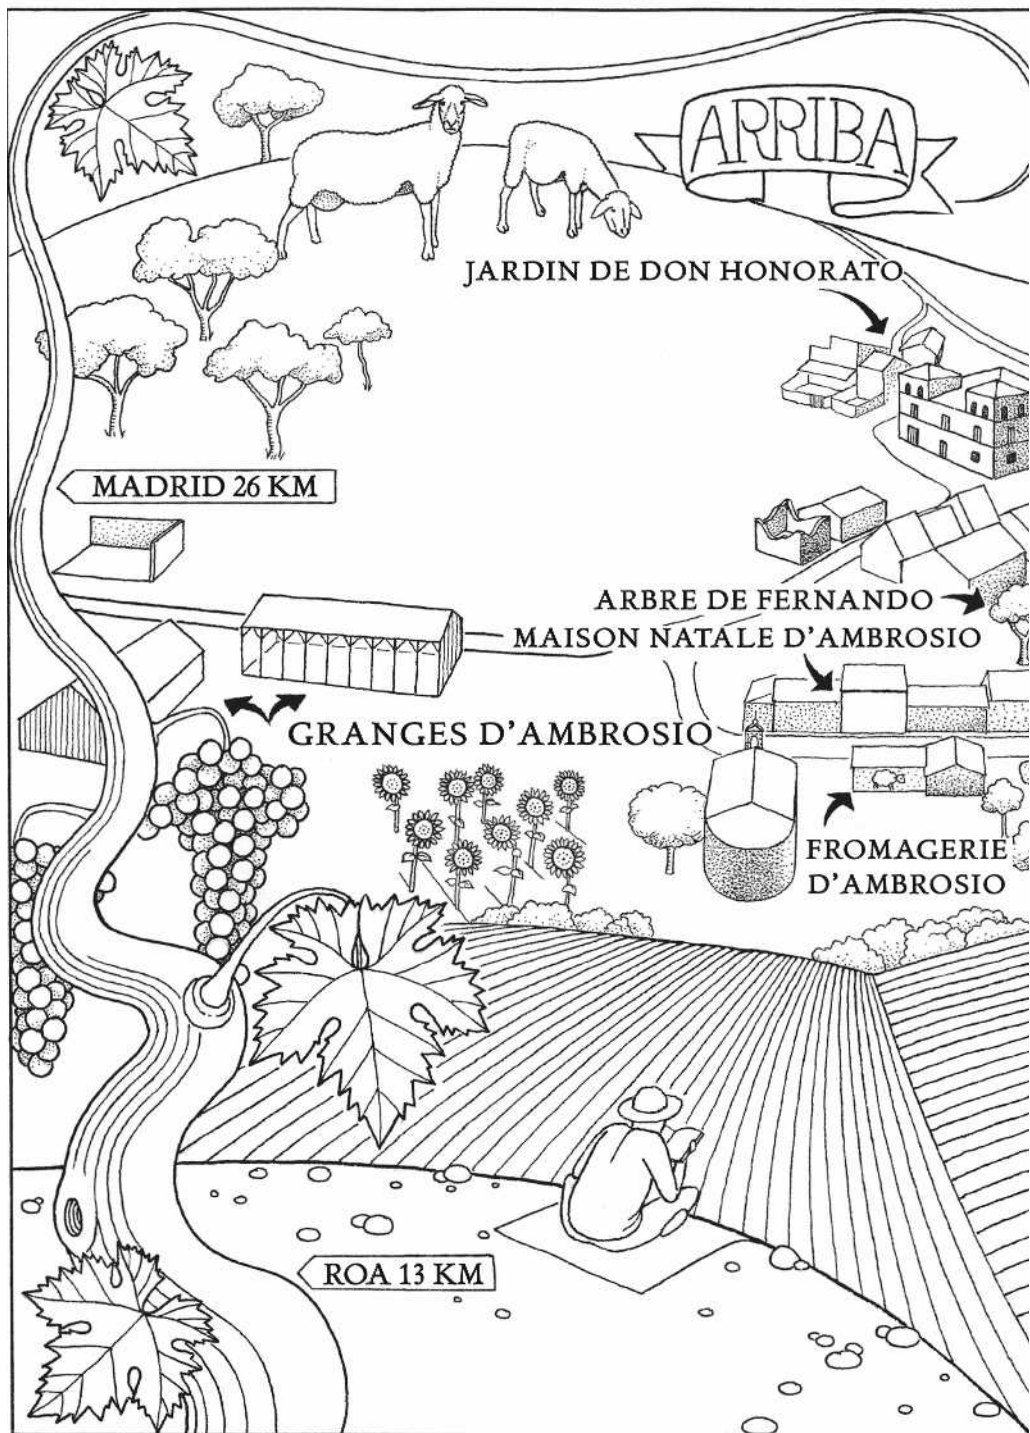 ARRIBA
JARDIN DE DON HONORATO
MADRID 26 KM
ARBRE DE FERNANDO
MAISON NATALE D'AMBROSIO
GRANGES D'AMBROSIO
FROMAGERIE
D'AMBROSIO
ROA 13 KM